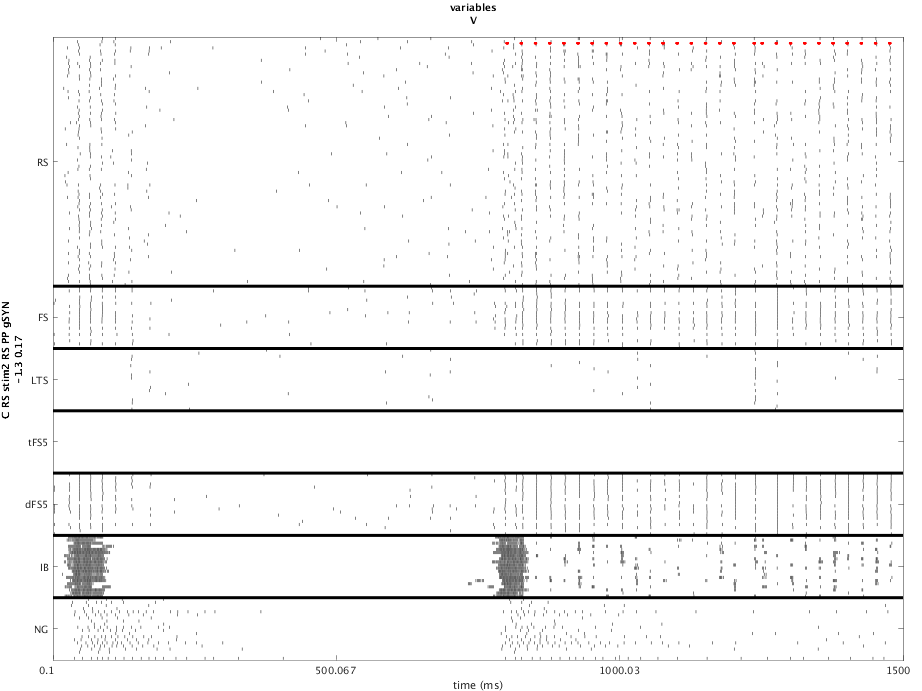 variables
V
C RS stim2 RS PP gSYN
-1.3 0.17
RS
FS
LTS
tFS5
dFS5
IB
NG
0.1
500.067
1000.03
1500
time (ms)